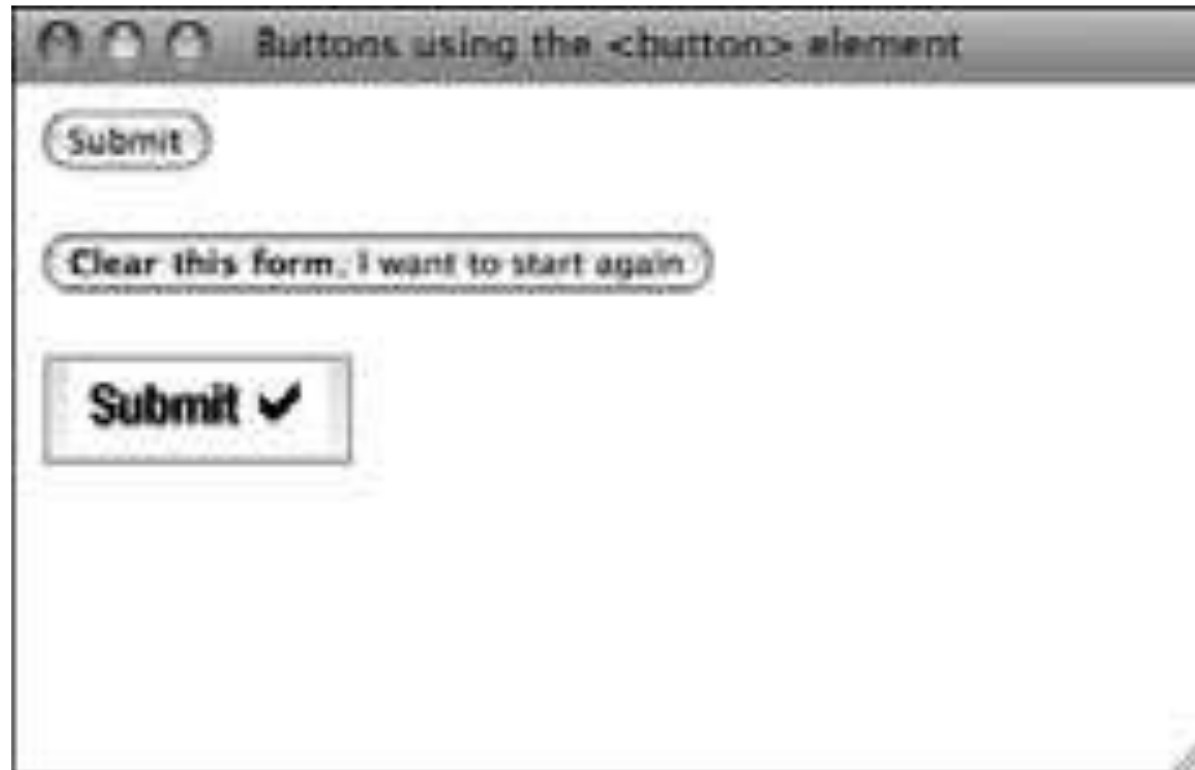 Buttons using the <button> element
Submit
Clear this form, I want to start again
Submit ✔